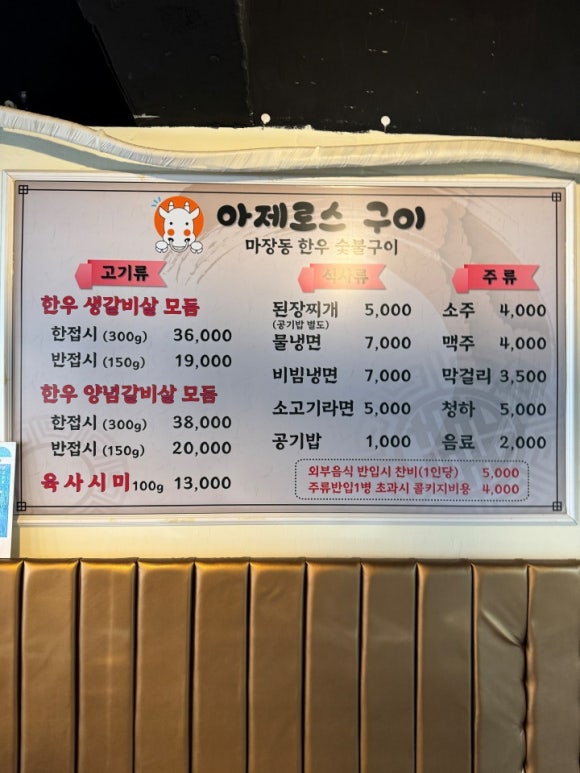 아제로스 구이
마장동 한우 숯불구이
고기류
한우 생갈비살 모듬
한접시 (300g) 36,000
반접시 (150g) 19,000
한우 양념갈비살 모듬
한접시 (300g) 38,000
반접시 (150g) 20,000
육사시미 100g 13,000
식사류
된장찌개 5,000
(공기밥 별도)
물냉면 7,000
비빔냉면 7,000
소고기라면 5,000
공기밥 1,000
주류
소주 4,000
맥주 4,000
막걸리 3,500
청하 5,000
음료 2,000
외부음식 반입시 찬비(1인당) 5,000
주류반입1병 초과시 콜키지비용 4,000